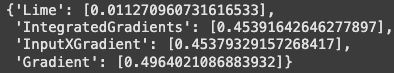 {'Lime': [0.011270960731616533],
'IntegratedGradients': [0.45391642646277897],
'InputXGradient': [0.45379329157268417],
'Gradient': [0.4964021086883932]}